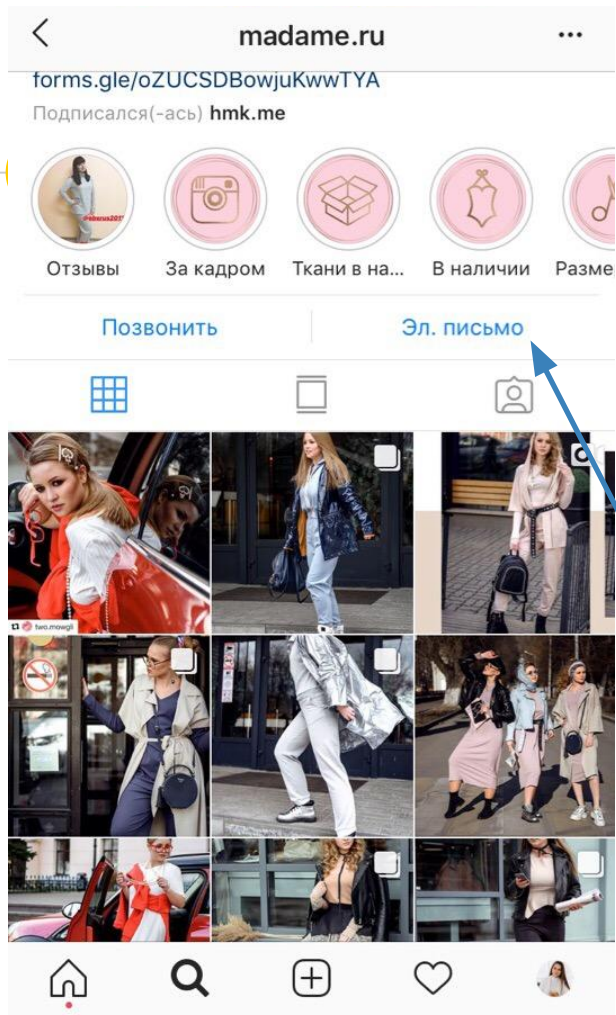 madame.ru
forms.gle/oZUCSDBowjuKwwTYA
Подписался(-ась) hmk.me
Отзывы
За кадром
Ткани в на...
В наличии
Разме
Позвонить
Эл. письмо
two.mowgli